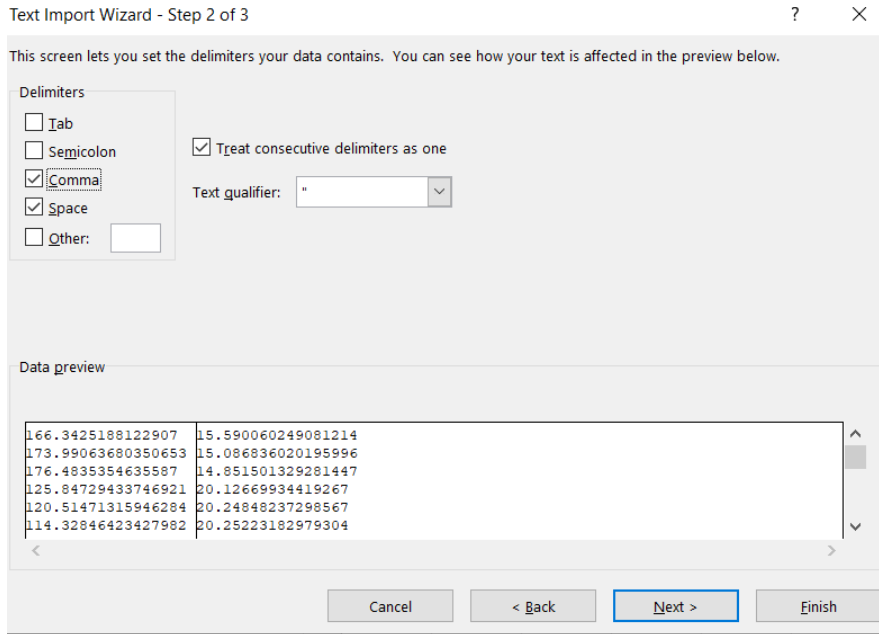 Text Import Wizard - Step 2 of 3 ? ×
This screen lets you set the delimiters your data contains. You can see how your text is affected in the preview below.
Delimiters
Tab
Semicolon
Comma
Space
Other:
Treat consecutive delimiters as one
Text qualifier: "
Data preview
166.3425188122907 15.590060249081214
173.99063680350653 15.086836020195996
176.4835354635587 14.851501329281447
125.84729433746921 20.12669934419267
120.51471315946284 20.24848237298567
114.32846423427982 20.25223182979304
Cancel < Back Next > Finish